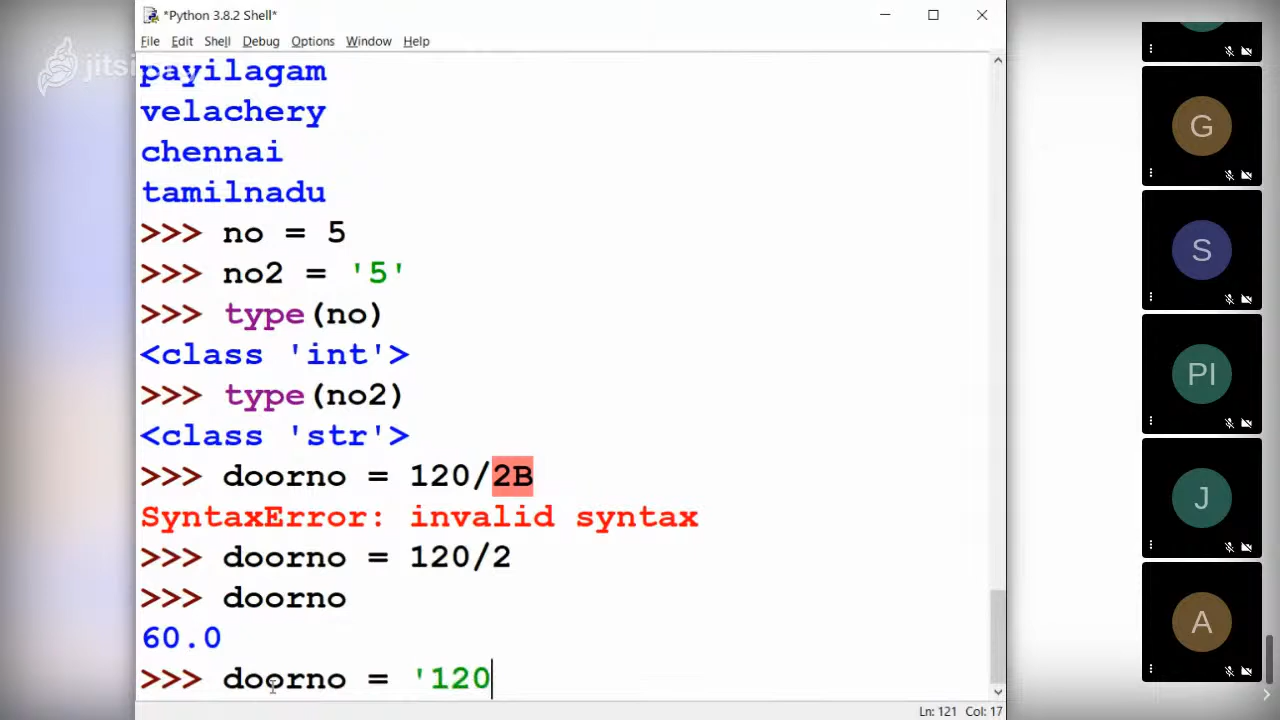 *Python 3.8.2 Shell*
File Edit Shell Debug Options Window Help
jitsi
payilagam
velachery
chennai
tamilnadu
>>> no = 5
>>> no2 = '5'
>>> type(no)
<class 'int'>
>>> type(no2)
<class 'str'>
>>> doorno = 120/2B
SyntaxError: invalid syntax
>>> doorno = 120/2
>>> doorno
60.0
>>> doorno = '120
Ln: 121 Col: 17
G
S
PI
J
A